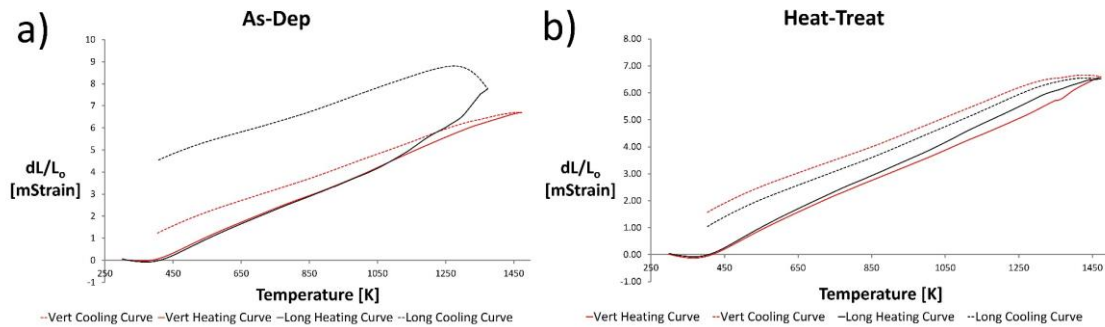 a)
As-Dep
10
9
8
7
6
5
4
3
2
1
0
-1
dL/Lo
[mStrain]
250 450 650 850 1050 1250 1450
Temperature [K]
Vert Cooling Curve Vert Heating Curve Long Heating Curve Long Cooling Curve
b)
Heat-Treat
8.00
7.00
6.00
5.00
4.00
3.00
2.00
1.00
0.00
-1.00
dL/Lo
[mStrain]
250 450 650 850 1050 1250 1450
Temperature [K]
Vert Heating Curve Vert Cooling Curve Long Heating Curve Long Cooling Curve